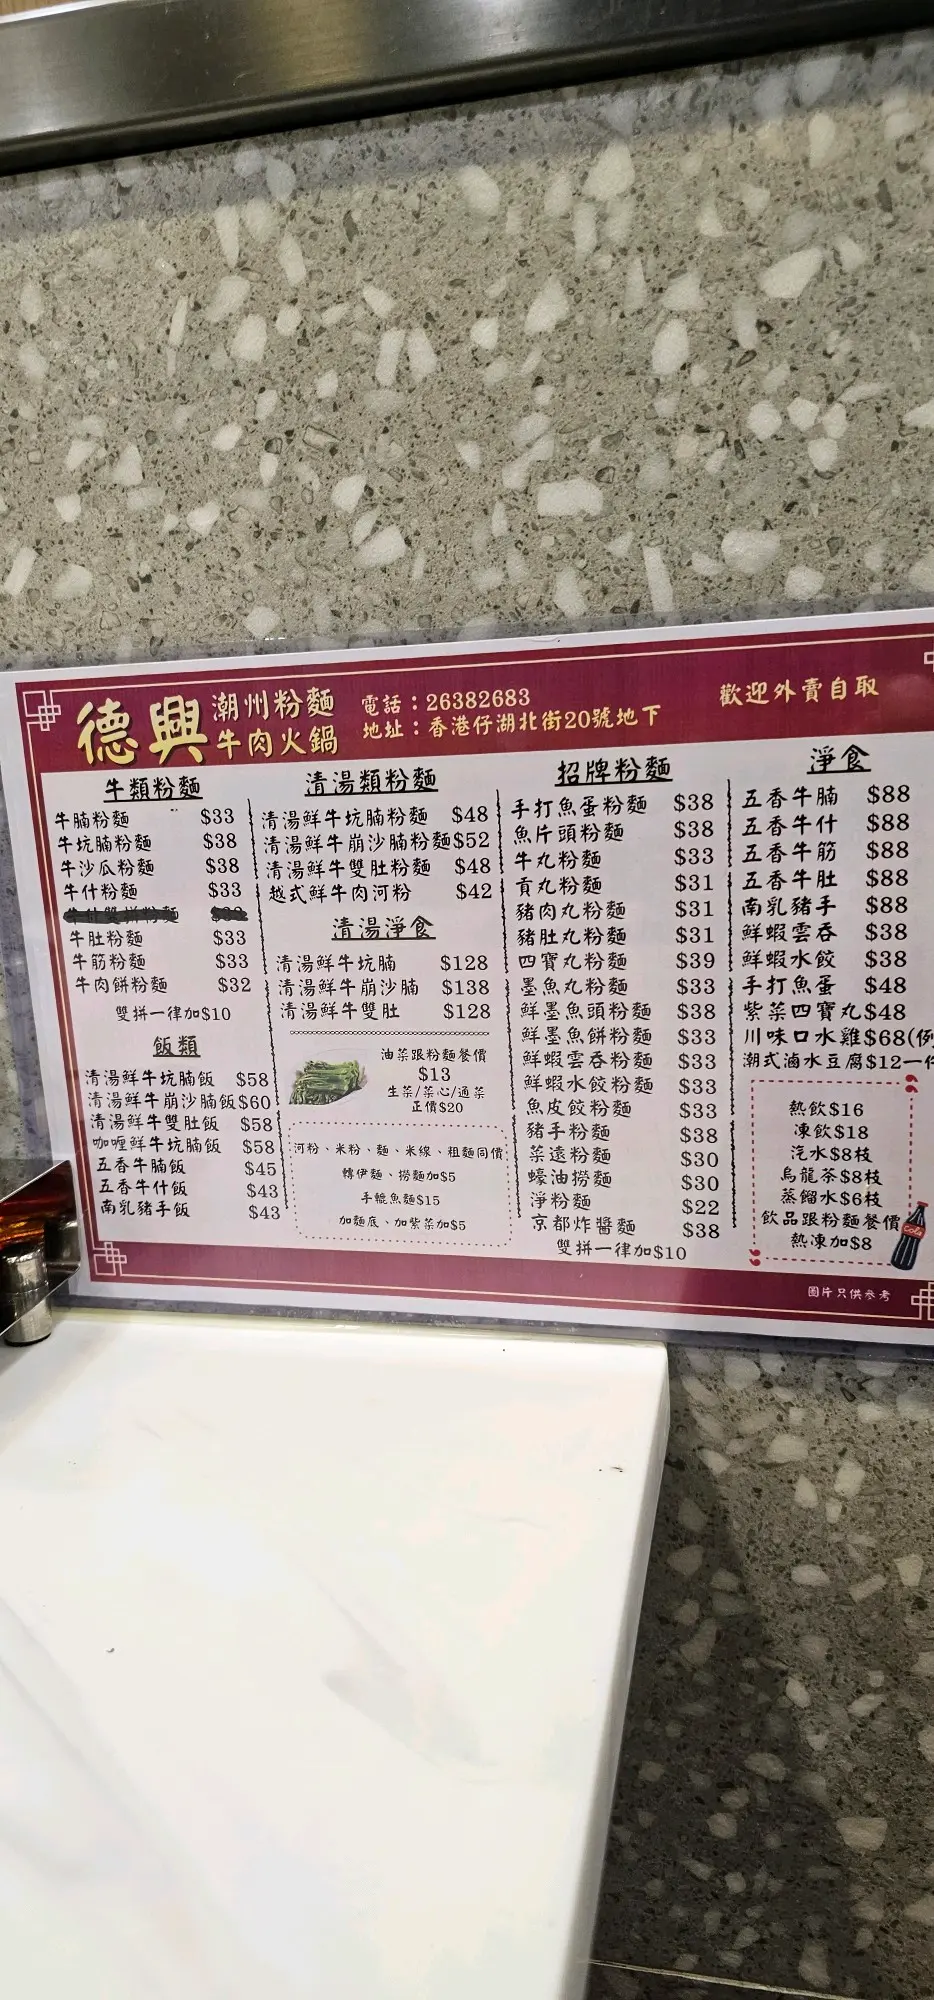 德興
潮州粉麵
牛肉火鍋
電話：26382683
地址：香港仔湖北街20號地下
歡迎外賣自取
牛類粉麵
牛腩粉麵 $33
牛坑腩粉麵 $38
牛沙瓜粉麵 $38
牛什粉麵 $33
牛什雙拼粉麵
牛肚粉麵 $33
牛筋粉麵 $33
牛肉餅粉麵 $32
雙拼一律加$10
飯類
清湯鮮牛坑腩飯 $58
清湯鮮牛崩沙腩飯$60
清湯鮮牛雙肚飯 $58
咖喱鮮牛坑腩飯 $58
五香牛腩飯 $45
五香牛什飯 $43
南乳豬手飯 $43
清湯類粉麵
清湯鮮牛坑腩粉麵 $48
清湯鮮牛崩沙腩粉麵$52
清湯鮮牛雙肚粉麵 $48
越式鮮牛肉河粉 $42
清湯淨食
清湯鮮牛坑腩 $128
清湯鮮牛崩沙腩 $138
清湯鮮牛雙肚 $128
油菜跟粉麵餐價
$13
生菜/菜心/通菜
正價$20
河粉、米粉、麵、米線、粗麵同價
轉伊麵、撈麵加$5
手轆魚麵$15
加麵底、加紫菜加$5
招牌粉麵
手打魚蛋粉麵 $38
魚片頭粉麵 $38
牛丸粉麵 $33
貢丸粉麵 $31
豬肉丸粉麵 $31
豬肚丸粉麵 $31
四寶丸粉麵 $39
墨魚丸粉麵 $33
鮮墨魚頭粉麵 $38
鮮墨魚餅粉麵 $33
鮮蝦雲吞粉麵 $33
鮮蝦水餃粉麵 $33
魚皮餃粉麵 $33
豬手粉麵 $38
菜遠粉麵 $30
蠔油撈麵 $30
淨粉麵 $22
京都炸醬麵 $38
雙拼一律加$10
淨食
五香牛腩 $88
五香牛什 $88
五香牛筋 $88
五香牛肚 $88
南乳豬手 $88
鮮蝦雲吞 $38
鮮蝦水餃 $38
手打魚蛋 $48
紫菜四寶丸$48
川味口水雞$68(例
潮式滷水豆腐$12一件
熱飲$16
凍飲$18
汽水$8枝
烏龍茶$8枝
蒸餾水$6枝
飲品跟粉麵餐價
熱凍加$8
Cola
圖片只供參考